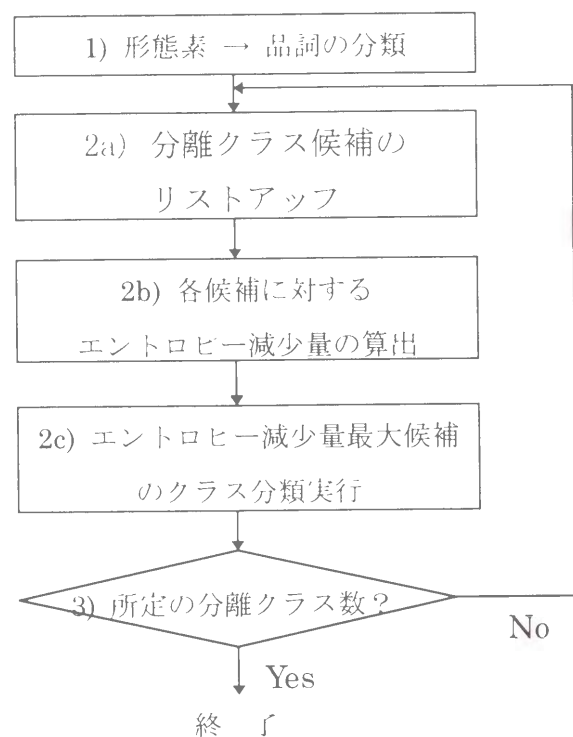 1) 形態素 → 品詞の分類
2a) 分離クラス候補の
リストアップ
2b) 各候補に対する
エントロピー減少量の算出
2c) エントロピー減少量最大候補
のクラス分類実行
3) 所定の分離クラス数？
No
Yes
終 了